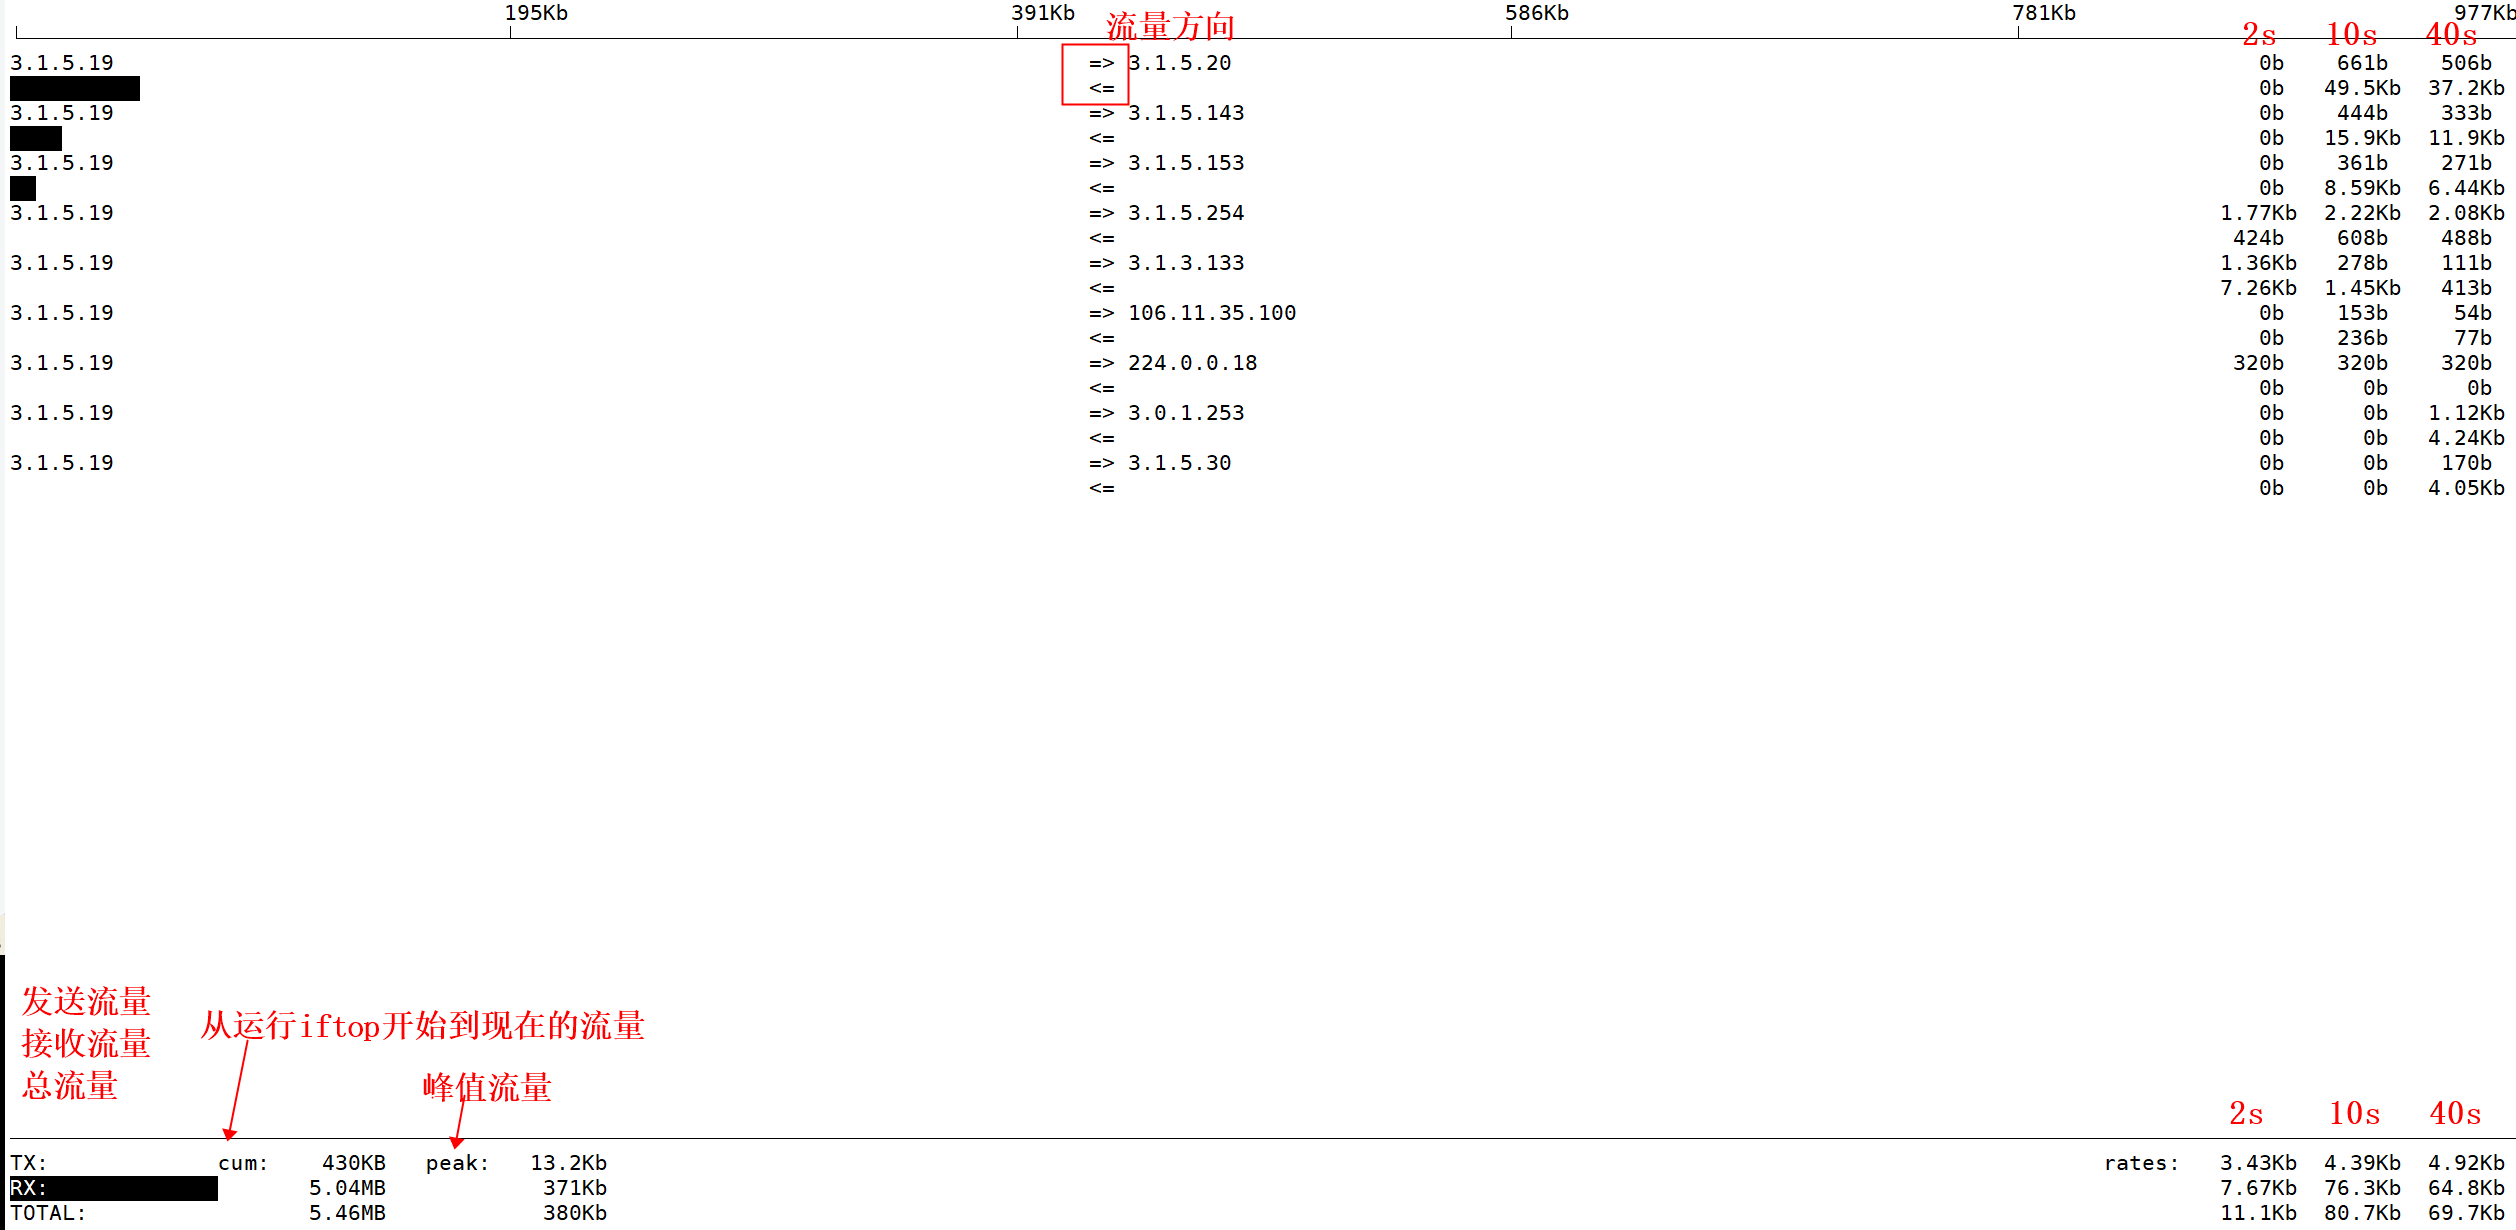 195Kb 391Kb 586Kb 781Kb 977Kb
流量方向 2s 10s 40s
3.1.5.19 => 3.1.5.20 0b 661b 506b
<= 0b 49.5Kb 37.2Kb
3.1.5.19 => 3.1.5.143 0b 444b 333b
<= 0b 15.9Kb 11.9Kb
3.1.5.19 => 3.1.5.153 0b 361b 271b
<= 0b 8.59Kb 6.44Kb
3.1.5.19 => 3.1.5.254 1.77Kb 2.22Kb 2.08Kb
<= 424b 608b 488b
3.1.5.19 => 3.1.3.133 1.36Kb 278b 111b
<= 7.26Kb 1.45Kb 413b
3.1.5.19 => 106.11.35.100 0b 153b 54b
<= 0b 236b 77b
3.1.5.19 => 224.0.0.18 320b 320b 320b
<= 0b 0b 0b
3.1.5.19 => 3.0.1.253 0b 0b 1.12Kb
<= 0b 0b 4.24Kb
3.1.5.19 => 3.1.5.30 0b 0b 170b
<= 0b 0b 4.05Kb
发送流量
接收流量
总流量
从运行iftop开始到现在的流量
峰值流量
2s 10s 40s
TX: cum: 430KB peak: 13.2Kb rates: 3.43Kb 4.39Kb 4.92Kb
RX: 5.04MB 371Kb 7.67Kb 76.3Kb 64.8Kb
TOTAL: 5.46MB 380Kb 11.1Kb 80.7Kb 69.7Kb